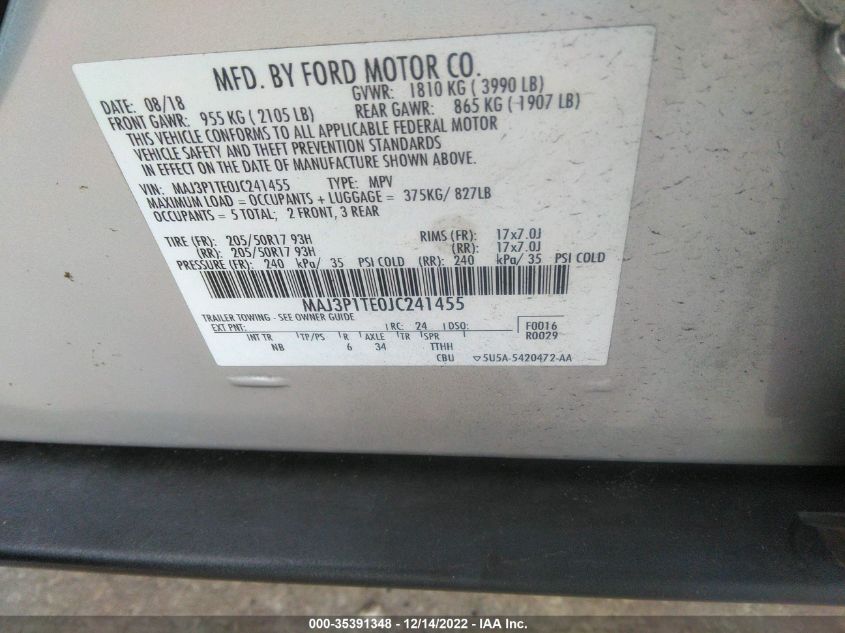 MFD. BY FORD MOTOR CO.
DATE: 08/18 GVWR: 1810 KG ( 3990 LB)
FRONT GAWR: 955 KG ( 2105 LB) REAR GAWR: 865 KG ( 1907 LB)
THIS VEHICLE CONFORMS TO ALL APPLICABLE FEDERAL MOTOR
VEHICLE SAFETY AND THEFT PREVENTION STANDARDS
IN EFFECT ON THE DATE OF MANUFACTURE SHOWN ABOVE.
VIN: MAJ3P1TE0JC241455 TYPE: MPV
MAXIMUM LOAD = OCCUPANTS + LUGGAGE = 375KG/ 827LB
OCCUPANTS = 5 TOTAL; 2 FRONT, 3 REAR
TIRE (FR): 205/50R17 93H RIMS (FR): 17x7.0J
(RR): 205/50R17 93H (RR): 17x7.0J
PRESSURE (FR): 240 kPa/ 35 PSI COLD (RR): 240 kPa/ 35 PSI COLD
MAJ3P1TE0JC241455
TRAILER TOWING - SEE OWNER GUIDE
EXT PNT: RC: 24 DSO: F0016
R0029
INT TR TP/PS R AXLE TR SPR
NB 6 34 TTHH
CBU 5U5A-5420472-AA
000-35391348 - 12/14/2022 - IAA Inc.